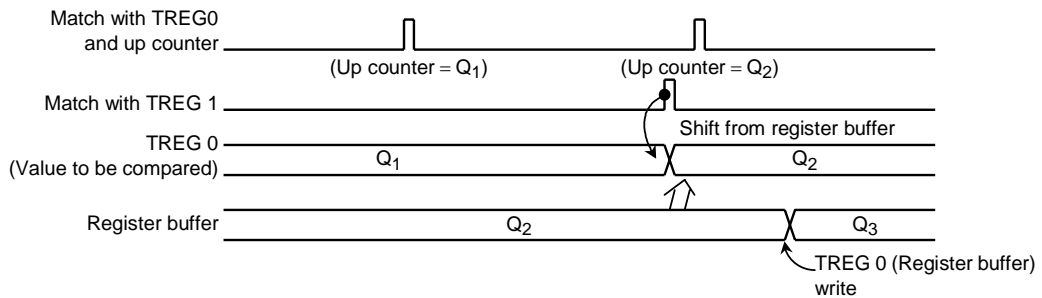 Match with TREG0
and up counter
(Up counter = Q1) (Up counter = Q2)
Match with TREG 1
Shift from register buffer
TREG 0
(Value to be compared)
Q1 Q2
Register buffer
Q2 Q3
TREG 0 (Register buffer)
write